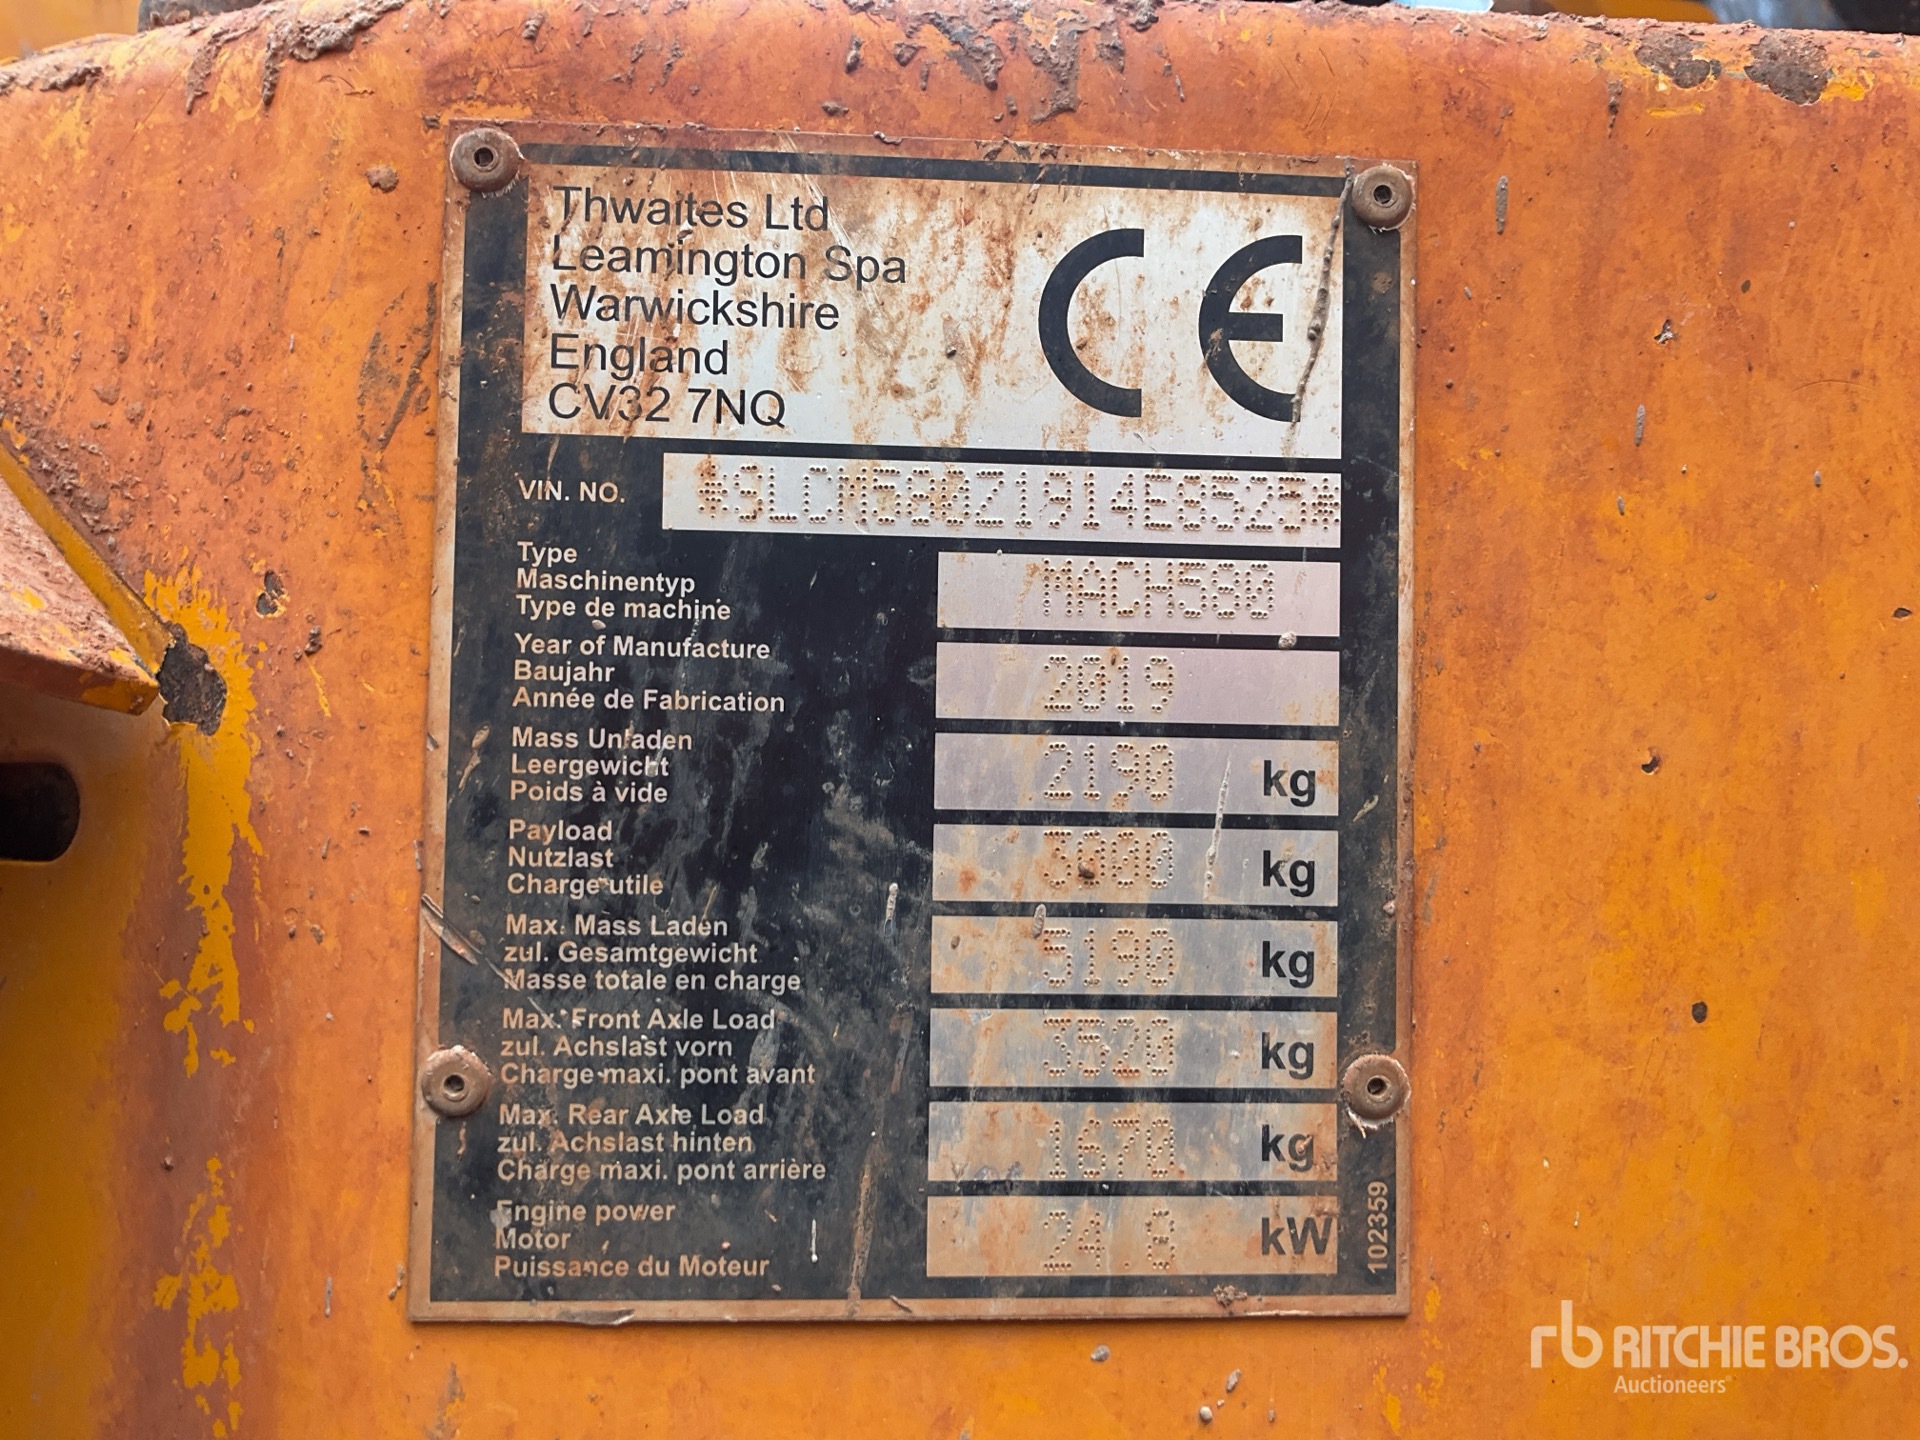 Thwaites Ltd
Leamington Spa
Warwickshire
England
CV32 7NQ
CE
VIN. NO. *SLCM580Z1914E8525*
Type
Maschinentyp
Type de machine
MACH580
Year of Manufacture
Baujahr
Année de Fabrication
2019
Mass Unladen
Leergewicht
Poids à vide
2190 kg
Payload
Nutzlast
Charge utile
3000 kg
Max. Mass Laden
zul. Gesamtgewicht
Masse totale en charge
5190 kg
Max. Front Axle Load
zul. Achslast vorn
Charge maxi. pont avant
3520 kg
Max. Rear Axle Load
zul. Achslast hinten
Charge maxi. pont arrière
1670 kg
Engine power
Motor
Puissance du Moteur
24.8 kW
102359
rb RITCHIE BROS.
Auctioneers